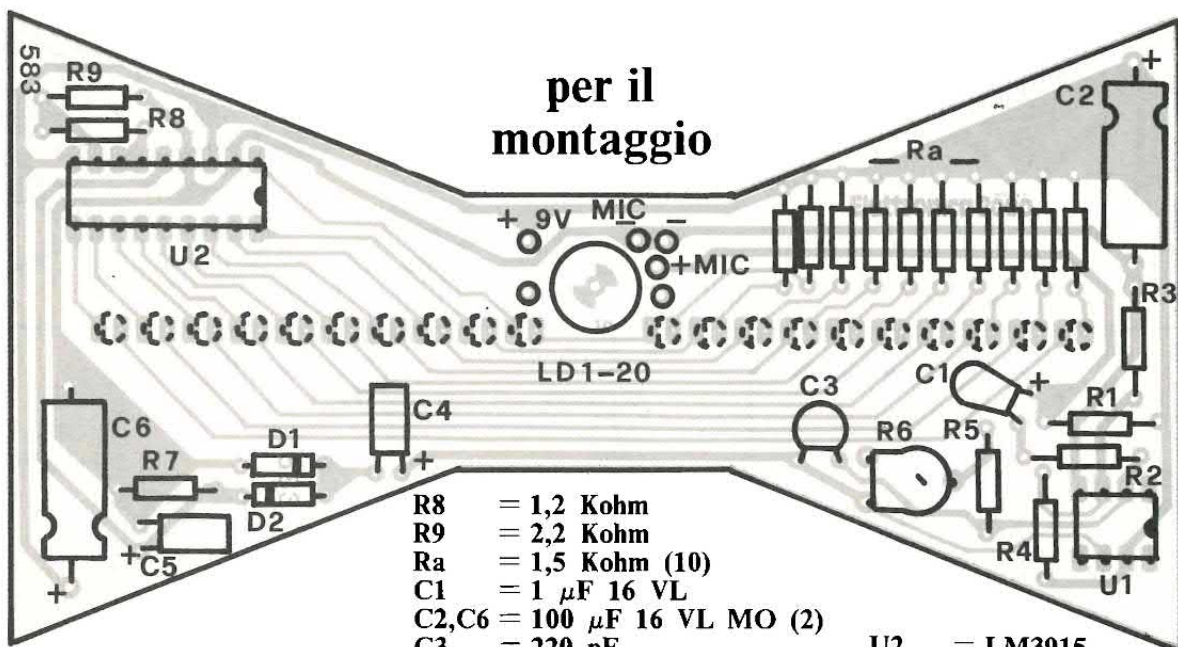 per il
montaggio
583
R9
R8
U2
+ 9V
MIC
-
-
+MIC
Ra
C2
+
R3
LD1-20
C1
+
R1
R2
C3
R6
R5
R4
U1
C4
+
C6
+
R7
D1
D2
C5
+
R8 = 1,2 Kohm
R9 = 2,2 Kohm
Ra = 1,5 Kohm (10)
C1 = 1 μF 16 VL
C2,C6 = 100 μF 16 VL MO (2)